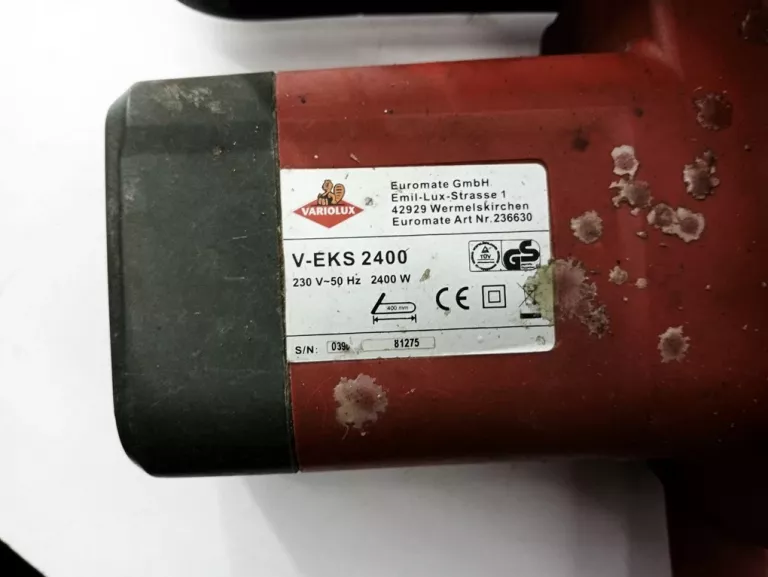 VARIOLUX
Euromate GmbH
Emil-Lux-Strasse 1
42929 Wermelskirchen
Euromate Art Nr.236630
V-EKS 2400
230 V~50 Hz 2400 W
TÜV
GS
400 mm
CE
S/N: 81275